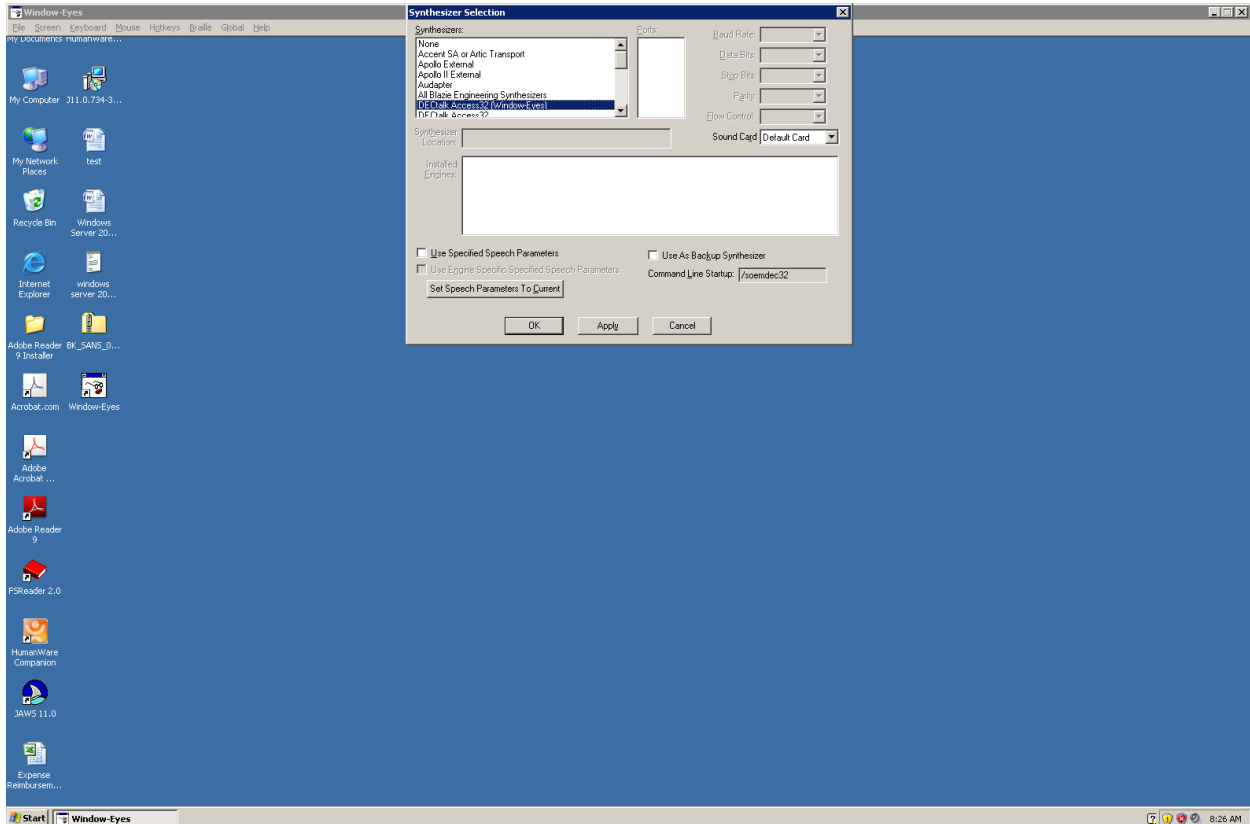 Window-Eyes
File Screen Keyboard Mouse Hotkeys Braille Global Help
My Documents Humanware...
My Computer J11.0.734-3...
My Network Places
test
Recycle Bin
Windows Server 20...
Internet Explorer
windows server 20...
Adobe Reader 9 Installer
BK_SANS_0...
Acrobat.com
Window-Eyes
Adobe Acrobat ...
Adobe Reader 9
FSReader 2.0
HumanWare Companion
JAWS 11.0
Expense Reimbursem...
Synthesizer Selection
Synthesizers:
None
Accent SA or Artic Transport
Apollo External
Apollo II External
Audapter
All Blazie Engineering Synthesizers
DECtalk Access32 (Window-Eyes)
DECtalk Access32
Ports:
Baud Rate:
Data Bits:
Stop Bits:
Parity:
Flow Control:
Synthesizer Location:
Sound Card Default Card
Installed Engines:
Use Specified Speech Parameters
Use As Backup Synthesizer
Use Engine Specific Specified Speech Parameters
Command Line Startup: /soemdec32
Set Speech Parameters To Current
OK Apply Cancel
Start Window-Eyes 8:26 AM